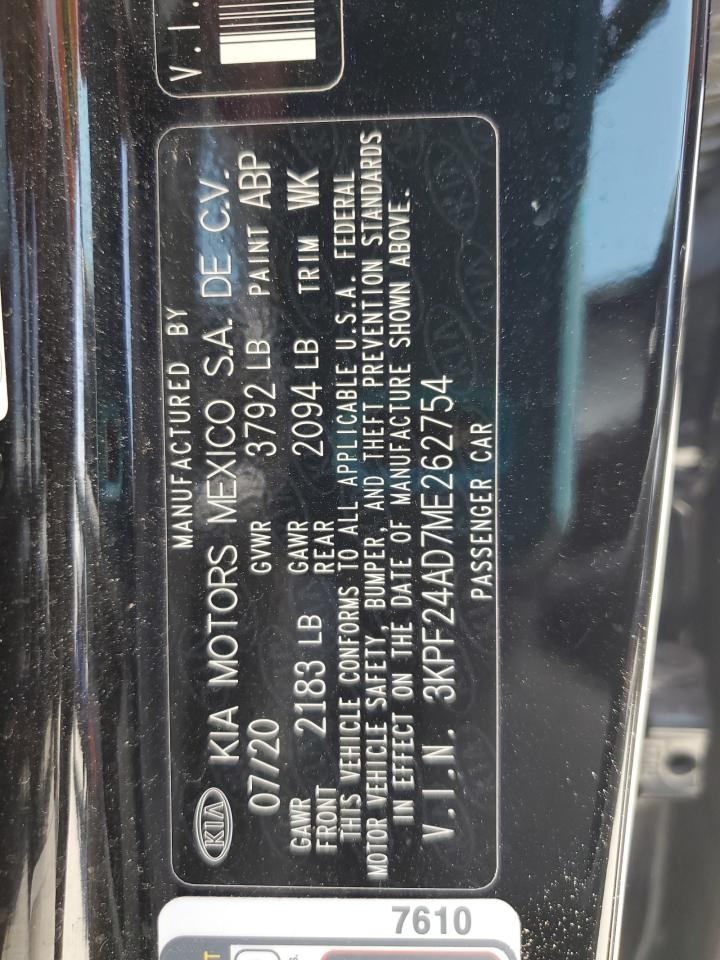 V.I.
MANUFACTURED BY
KIA KIA MOTORS MEXICO S.A. DE C.V.
07/20 GVWR 3792 LB PAINT ABP
GAWR FRONT 2183 LB GAWR REAR 2094 LB TRIM WK
THIS VEHICLE CONFORMS TO ALL APPLICABLE U.S.A. FEDERAL
MOTOR VEHICLE SAFETY, BUMPER, AND THEFT PREVENTION STANDARDS
IN EFFECT ON THE DATE OF MANUFACTURE SHOWN ABOVE.
V.I.N. 3KPF24AD7ME262754
PASSENGER CAR
7610